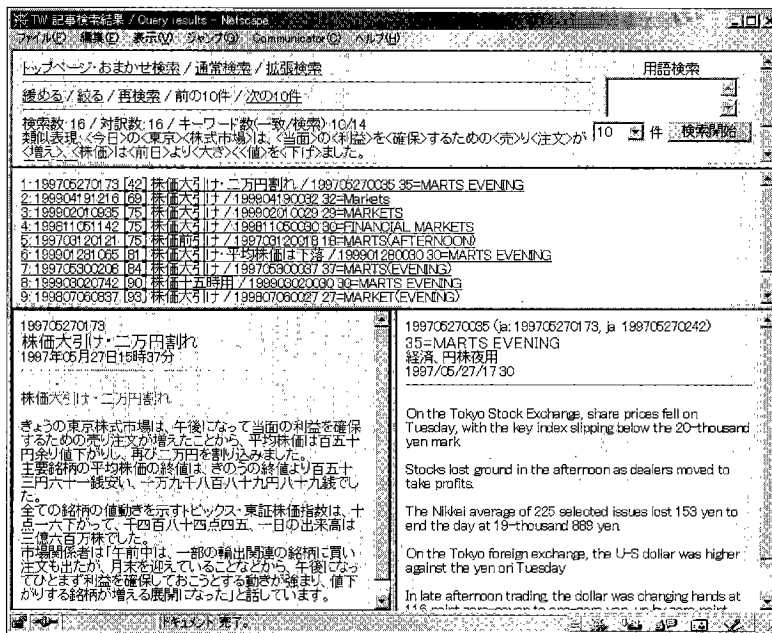 TW 記事検索結果 / Query results - Netscape
ファイル(F) 編集(E) 表示(V) ジャンプ(G) Communicator(C) ヘルプ(H)
トップページ・おまかせ検索 / 通常検索 / 拡張検索
用語検索
緩める / 絞る / 再検索 / 前の10件 / 次の10件
検索数: 16 / 対訳数: 16 / キーワード数(一致/検索): 10/14
10 件 検索開始
類似表現: <今日>の<東京><株式市場>は、<当面>の<利益>を<確保>するための<売>り<注文>が
<増え>、<株価>は<前日>より<大き><く値>を<下げ>ました。
1: 199705270173 [42] 株価大引け・二万円割れ / 199705270035 35=MARTS EVENING
2: 199904191216 [69] 株価大引け / 199904190032 32=Markets
3: 199902010935 [75] 株価大引け / 199902010029 29=MARKETS
4: 199811051142 [75] 株価大引け / 199811050030 30=FINANCIAL MARKETS
5: 199703120121 [75] 株価前引け / 199703120018 18=MARTS(AFTERNOON)
6: 199901281065 [81] 株価大引け・平均株価は下落 / 199901280030 30=MARTS EVENING
7: 199705300206 [84] 株価大引け / 199705300037 37=MARTS(EVENING)
8: 199903020742 [90] 株価十五時用 / 199903020030 30=MARTS EVENING
9: 199807060837 [93] 株価大引け / 199807060027 27=MARKET(EVENING)
199705270173
株価大引け・二万円割れ
1997年05月27日15時37分
株価大引け・二万円割れ
きょうの東京株式市場は、午後になって当面の利益を確保
するための売り注文が増えたことから、平均株価は百五十
円余り値下がりし、再び二万円を割り込みました。
主要銘柄の平均株価の終値は、きのうの終値より百五十
三円六十一銭安い、一万九千八百八十九円八十九銭でし
た。
全ての銘柄の値動きを示すトピックス・東証株価指数は、十
点一六下がって、千四百八十四点四五、一日の出来高は
三億六百万株でした。
市場関係者は「午前中は、一部の輸出関連の銘柄に買い
注文も出たが、月末を迎えていることなどから、午後になっ
てひとまず利益を確保しておこうとする動きが強まり、値下
がりする銘柄が増える展開になった」と話しています。
199705270035 (ja: 199705270173, ja: 199705270242)
35=MARTS EVENING
経済、円株夜用
1997/05/27/17:30
On the Tokyo Stock Exchange, share prices fell on
Tuesday, with the key index slipping below the 20-thousand
yen mark.
Stocks lost ground in the afternoon as dealers moved to
take profits.
The Nikkei average of 225 selected issues lost 153 yen to
end the day at 19-thousand 889 yen.
On the Tokyo foreign exchange, the U-S dollar was higher
against the yen on Tuesday.
In late afternoon trading, the dollar was changing hands at
ドキュメント: 完了。